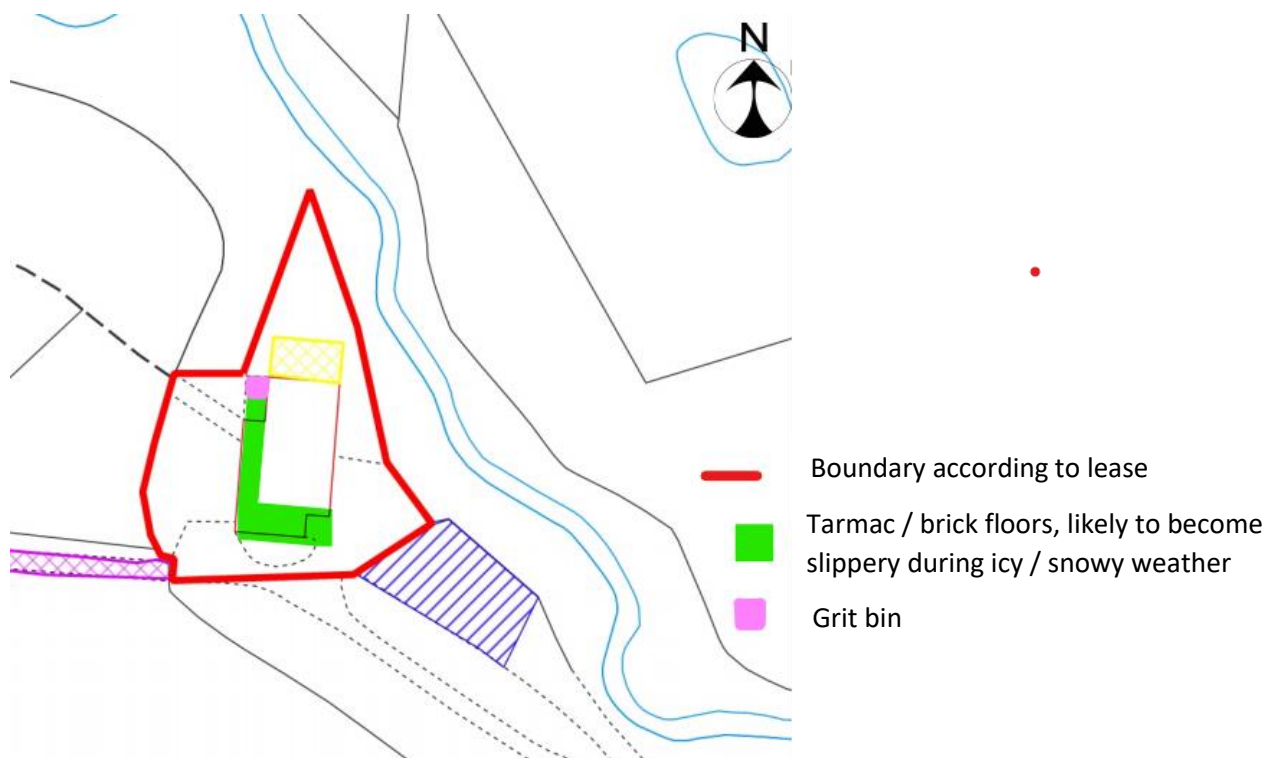 N
Boundary according to lease
Tarmac / brick floors, likely to become
slippery during icy / snowy weather
Grit bin